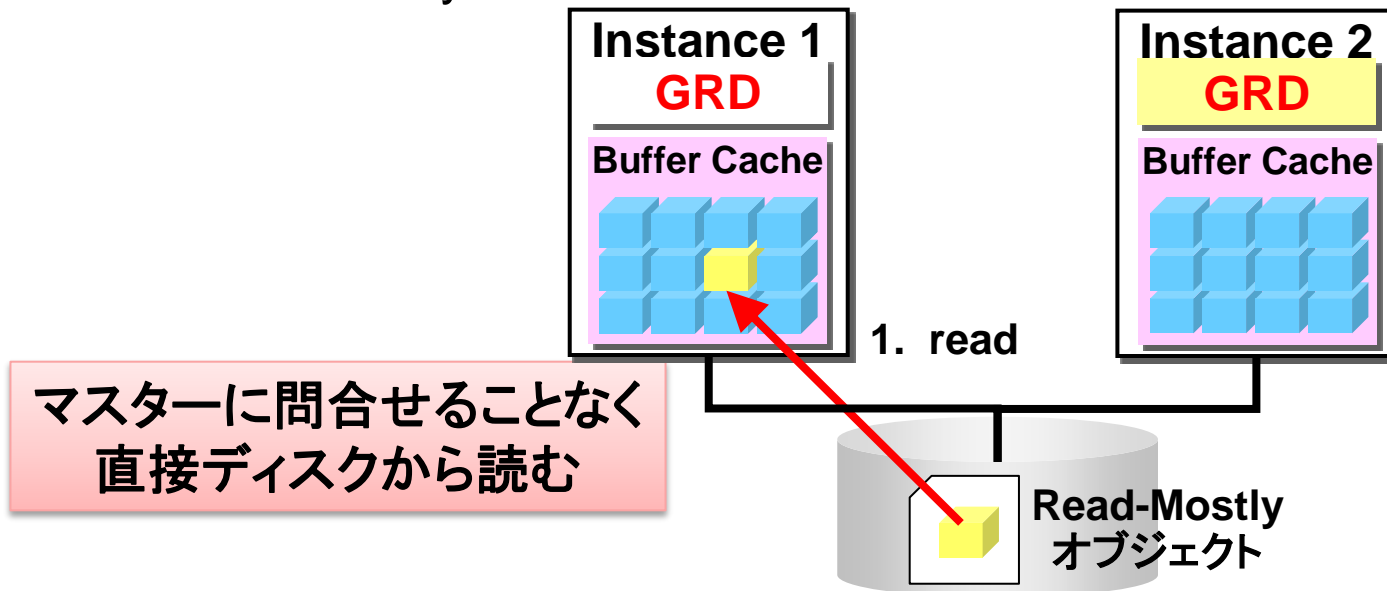 Instance 1
GRD
Buffer Cache
Instance 2
GRD
Buffer Cache
1. read
マスターに問合せることなく
直接ディスクから読む
Read-Mostly
オブジェクト